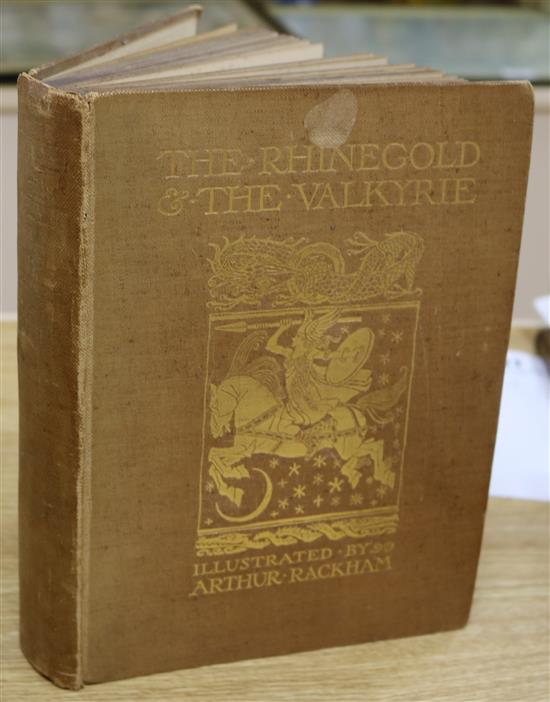 THE · RHINEGOLD
& · THE · VALKYRIE
ILLUSTRATED · BY
ARTHUR · RACKHAM